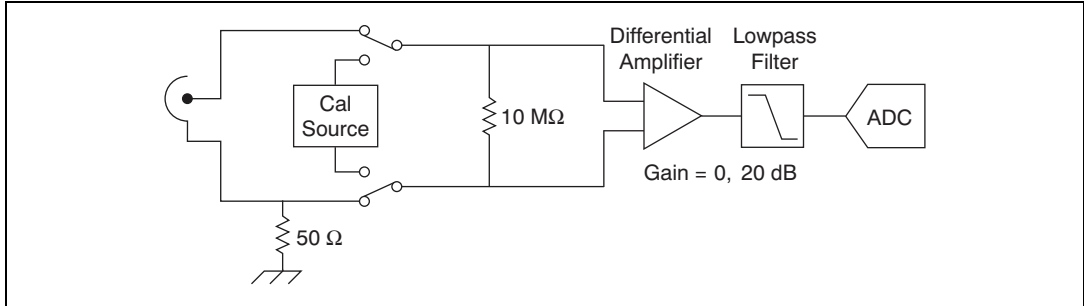 Differential
Amplifier
Lowpass
Filter
Cal
Source
10 MΩ
ADC
Gain = 0, 20 dB
50 Ω